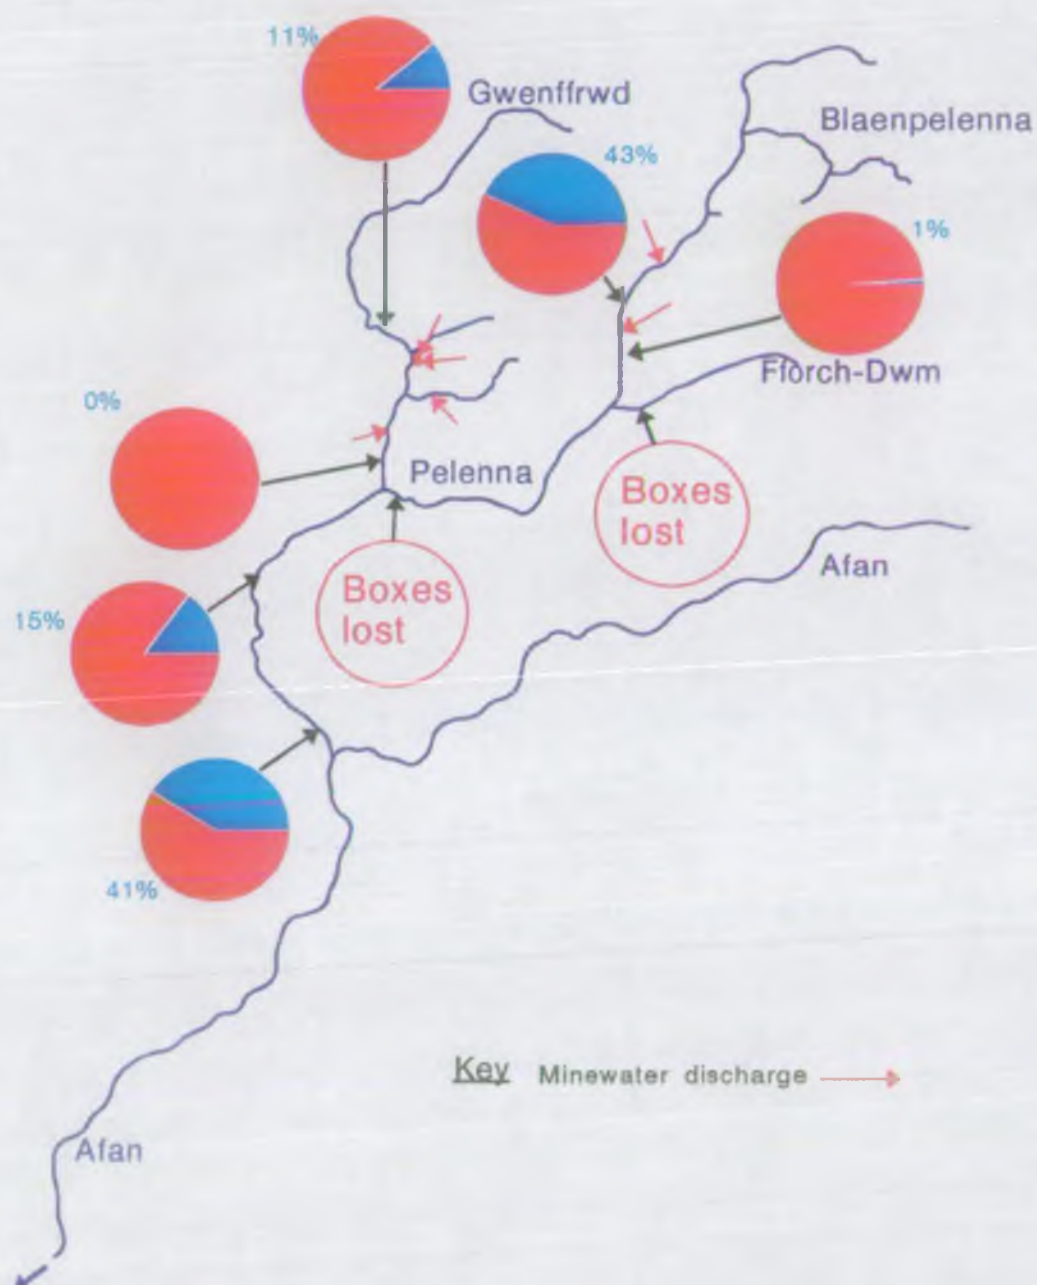 11%
Gwenffrwd
Blaenpelenna
43%
1%
Ffórch-Dwm
0%
Pelenna
Boxes
lost
Afan
Boxes
lost
15%
41%
Key Minewater discharge
Afan